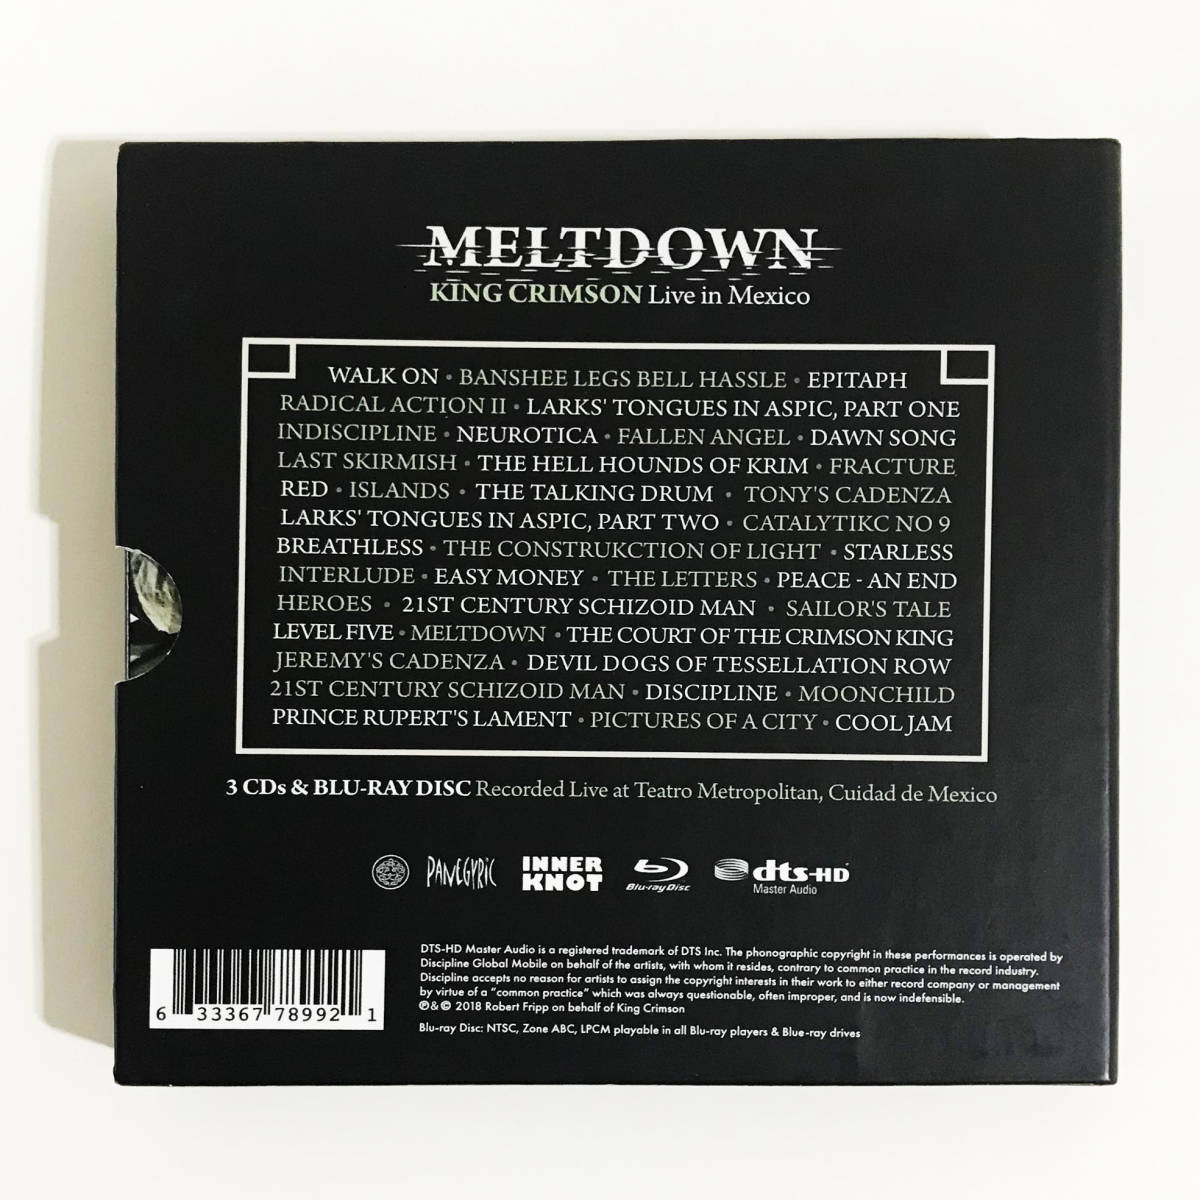 MELTDOWN
KING CRIMSON Live in Mexico
WALK ON • BANSHEE LEGS BELL HASSLE • EPITAPH
RADICAL ACTION II • LARKS' TONGUES IN ASPIC, PART ONE
INDISCIPLINE • NEUROTICA • FALLEN ANGEL • DAWN SONG
LAST SKIRMISH • THE HELL HOUNDS OF KRIM • FRACTURE
RED • ISLANDS • THE TALKING DRUM • TONY'S CADENZA
LARKS' TONGUES IN ASPIC, PART TWO • CATALYTIKC NO 9
BREATHLESS • THE CONSTRUKCTION OF LIGHT • STARLESS
INTERLUDE • EASY MONEY • THE LETTERS • PEACE - AN END
HEROES • 21ST CENTURY SCHIZOID MAN • SAILOR'S TALE
LEVEL FIVE • MELTDOWN • THE COURT OF THE CRIMSON KING
JEREMY'S CADENZA • DEVIL DOGS OF TESSELLATION ROW
21ST CENTURY SCHIZOID MAN • DISCIPLINE • MOONCHILD
PRINCE RUPERT'S LAMENT • PICTURES OF A CITY • COOL JAM
3 CDs & BLU-RAY DISC Recorded Live at Teatro Metropolitan, Cuidad de Mexico
PANEGYRIC
INNER
KNOT
Blu-ray Disc
dts-HD
Master Audio
DTS-HD Master Audio is a registered trademark of DTS Inc. The phonographic copyright in these performances is operated by
Discipline Global Mobile on behalf of the artists, with whom it resides, contrary to common practice in the record industry.
Discipline accepts no reason for artists to assign the copyright interests in their work to either record company or management
by virtue of a "common practice" which was always questionable, often improper, and is now indefensible.
℗&© 2018 Robert Fripp on behalf of King Crimson
Blu-ray Disc: NTSC, Zone ABC, LPCM playable in all Blu-ray players & Blue-ray drives
6 33367 78992 1